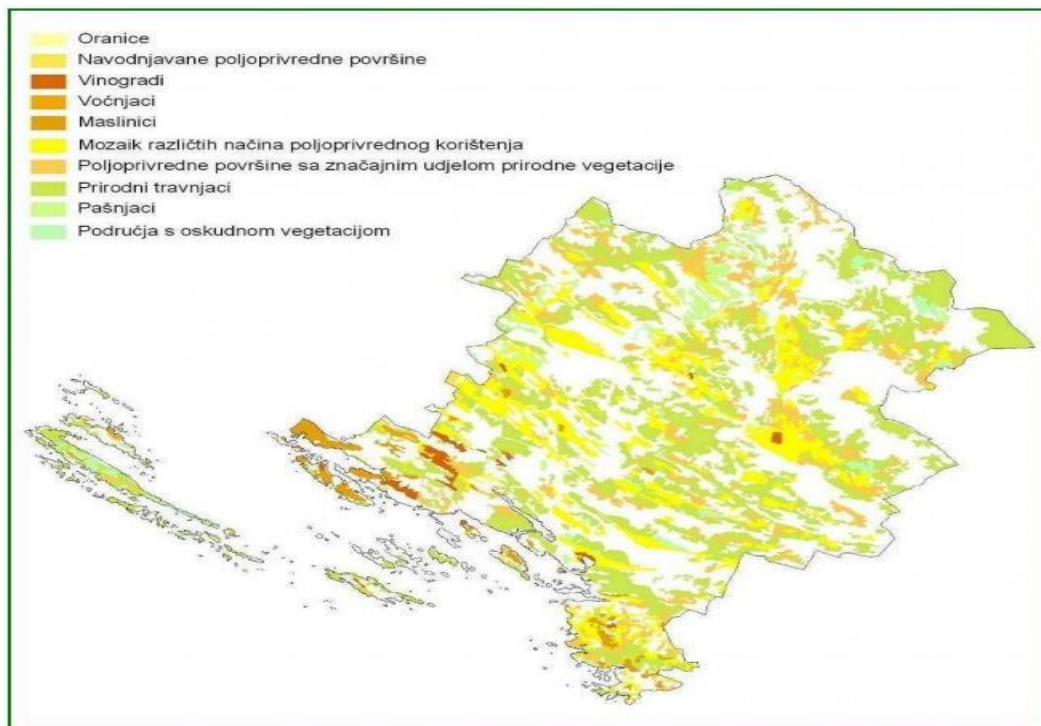 Oranice
Navodnjavane poljoprivredne površine
Vinogradi
Voćnjaci
Maslinici
Mozaik različtih načina poljoprivrednog korištenja
Poljoprivredne površine sa značajnim udjelom prirodne vegetacije
Prirodni travnjaci
Pašnjaci
Područja s oskudnom vegetacijom